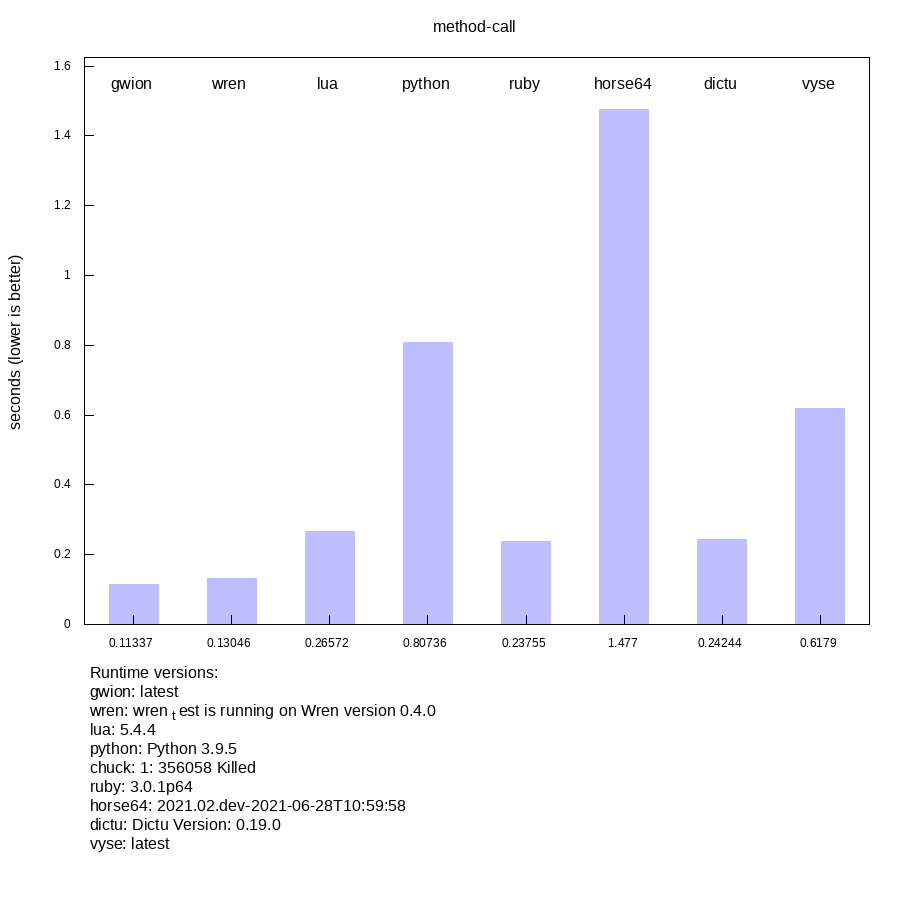 method-call
seconds (lower is better)
1.6
1.4
1.2
1
0.8
0.6
0.4
0.2
0
gwion wren lua python ruby horse64 dictu vyse
0.11337 0.13046 0.26572 0.80736 0.23755 1.477 0.24244 0.6179
Runtime versions:
gwion: latest
wren: wren test is running on Wren version 0.4.0
lua: 5.4.4
python: Python 3.9.5
chuck: 1: 356058 Killed
ruby: 3.0.1p64
horse64: 2021.02.dev-2021-06-28T10:59:58
dictu: Dictu Version: 0.19.0
vyse: latest